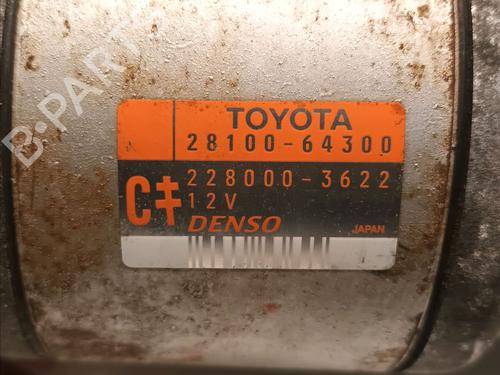 B-PARTS
TOYOTA
28100-64300
228000-3622
C‡ 12V
DENSO
JAPAN